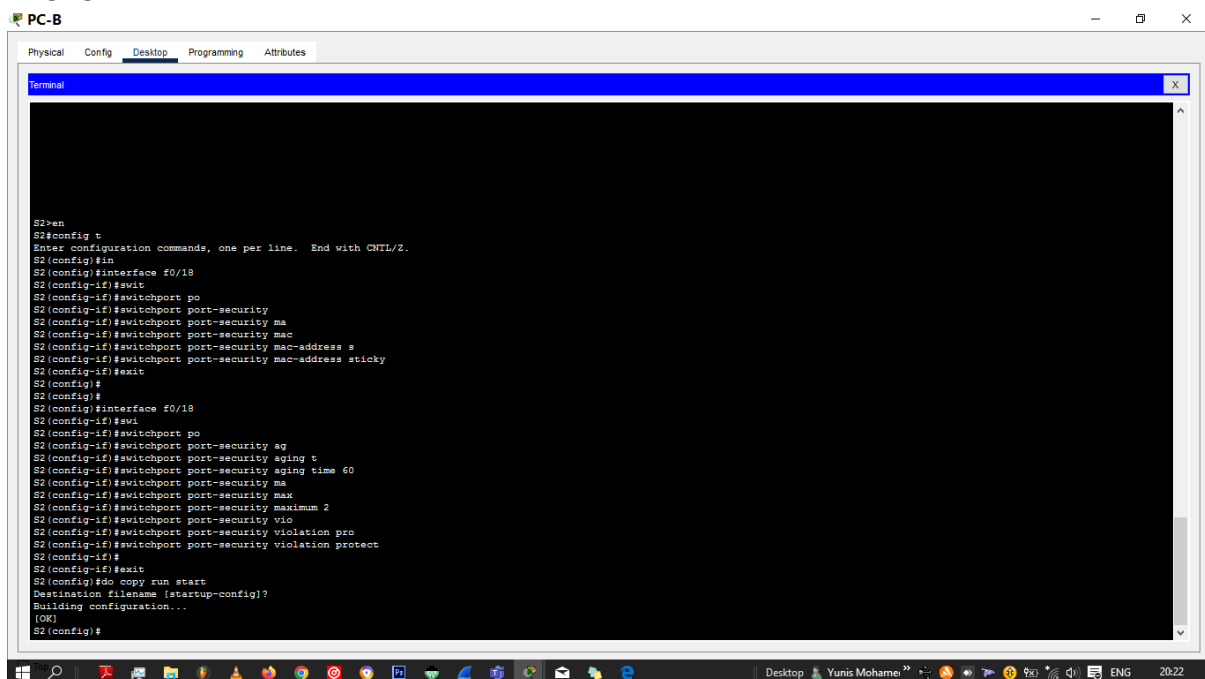 PC-B
Physical Config Desktop Programming Attributes
Terminal X
S2>en
S2#config t
Enter configuration commands, one per line. End with CNTL/Z.
S2(config)#in
S2(config)#interface f0/18
S2(config-if)#swit
S2(config-if)#switchport po
S2(config-if)#switchport port-security
S2(config-if)#switchport port-security ma
S2(config-if)#switchport port-security mac
S2(config-if)#switchport port-security mac-address s
S2(config-if)#switchport port-security mac-address sticky
S2(config-if)#exit
S2(config)#
S2(config)#
S2(config)#interface f0/18
S2(config-if)#swi
S2(config-if)#switchport po
S2(config-if)#switchport port-security ag
S2(config-if)#switchport port-security aging t
S2(config-if)#switchport port-security aging time 60
S2(config-if)#switchport port-security ma
S2(config-if)#switchport port-security max
S2(config-if)#switchport port-security maximum 2
S2(config-if)#switchport port-security vio
S2(config-if)#switchport port-security violation pro
S2(config-if)#switchport port-security violation protect
S2(config-if)#
S2(config-if)#exit
S2(config)#do copy run start
Destination filename [startup-config]?
Building configuration...
[OK]
S2(config)#
Top
Desktop Yunis Mohame ENG 20:22